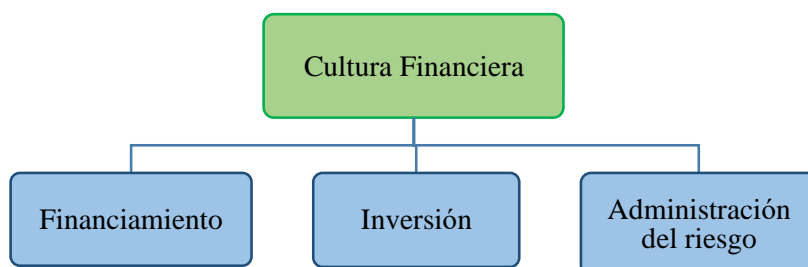 Cultura Financiera
Financiamiento
Inversión
Administración
del riesgo